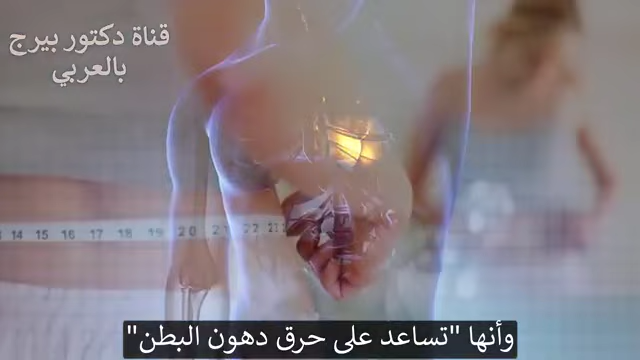 قناة دكتور بيرج
بالعربي
14 15 16 17 18 19 20 21 22
وأنها "تساعد على حرق دهون البطن"